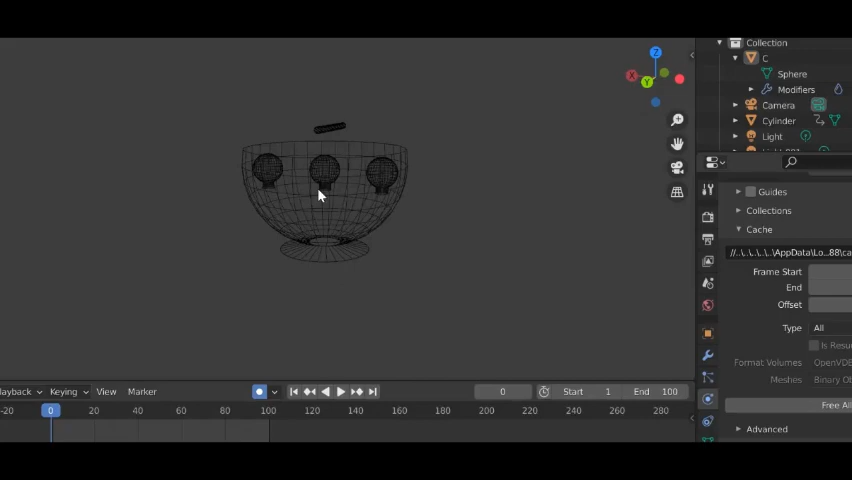 Collection
C
Sphere
Modifiers
Camera
Cylinder
Light
Z
X
Y
Guides
Collections
Cache
//..\..\..\..\..\AppData\Lo...88\ca
Frame Start
End
Offset
Type All
Is Resu
Format Volumes OpenVDB
Meshes Binary Ob
Free All
Advanced
layback Keying View Marker
0 Start 1 End 100
-20 0 20 40 60 80 100 120 140 160 180 200 220 240 260 280